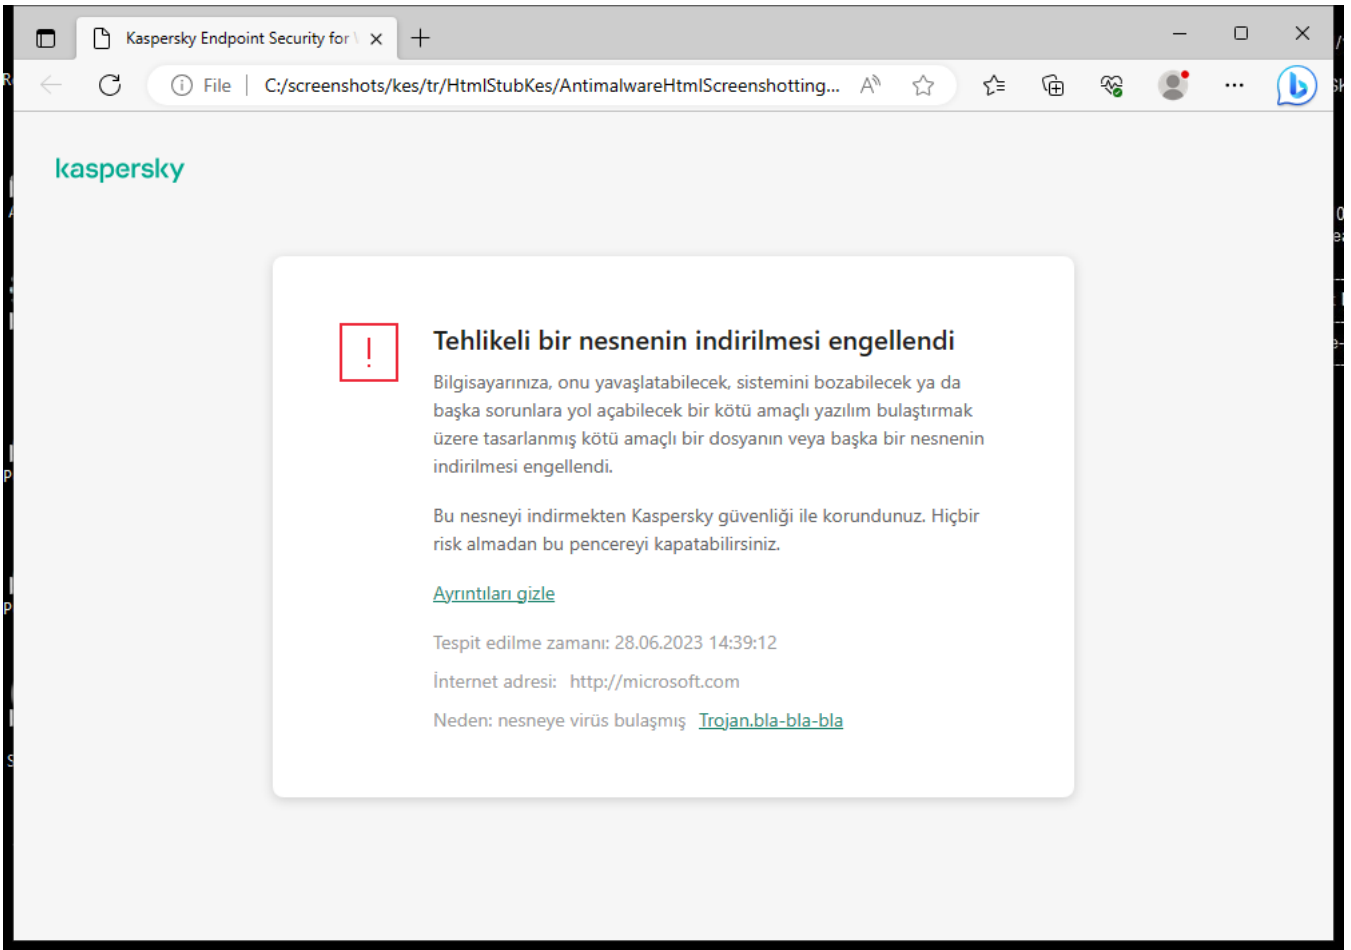 Kaspersky Endpoint Security for
File
C:/screenshots/kes/tr/HtmlStubKes/AntimalwareHtmlScreenshotting...
kaspersky
Tehlikeli bir nesnenin indirilmesi engellendi
Bilgisayarınıza, onu yavaşlatabilecek, sistemini bozabilecek ya da
başka sorunlara yol açabilecek bir kötü amaçlı yazılım bulaştırmak
üzere tasarlanmış kötü amaçlı bir dosyanın veya başka bir nesnenin
indirilmesi engellendi.
Bu nesneyi indirmekten Kaspersky güvenliği ile korundunuz. Hiçbir
risk almadan bu pencereyi kapatabilirsiniz.
Ayrıntıları gizle
Tespit edilme zamanı: 28.06.2023 14:39:12
İnternet adresi: http://microsoft.com
Neden: nesneye virüs bulaşmış Trojan.bla-bla-bla